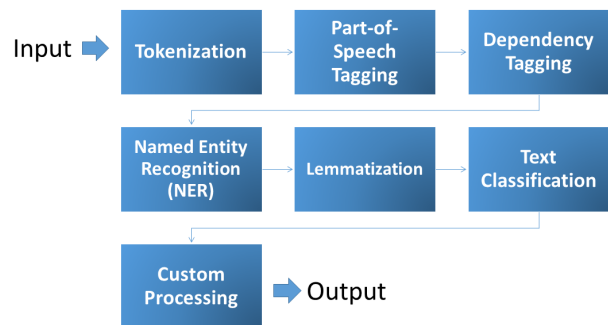 Input
Tokenization
Part-of-
Speech
Tagging
Dependency
Tagging
Named Entity
Recognition
(NER)
Lemmatization
Text
Classification
Custom
Processing
Output